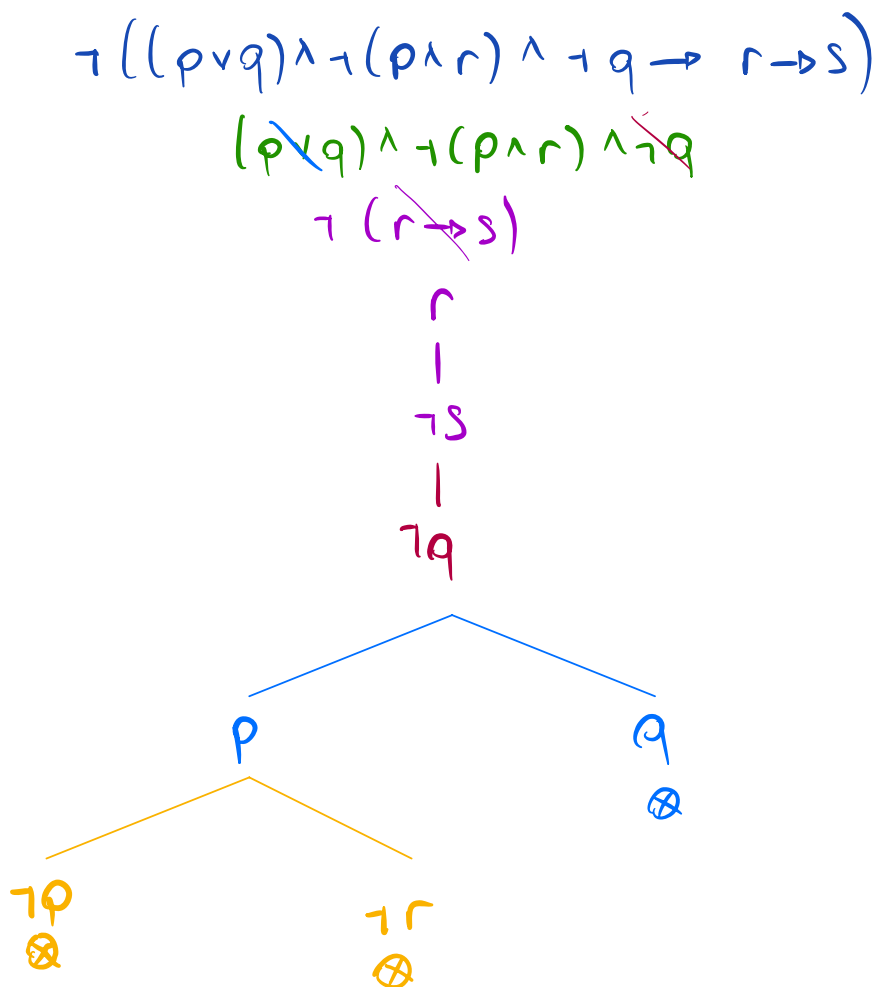 ¬((p∨q)∧¬(p∧r)∧¬q→ r→s)
(p∨q)∧¬(p∧r)∧¬q
¬(r→s)
r
¬s
¬q
p q
⊗
¬p ¬r
⊗ ⊗